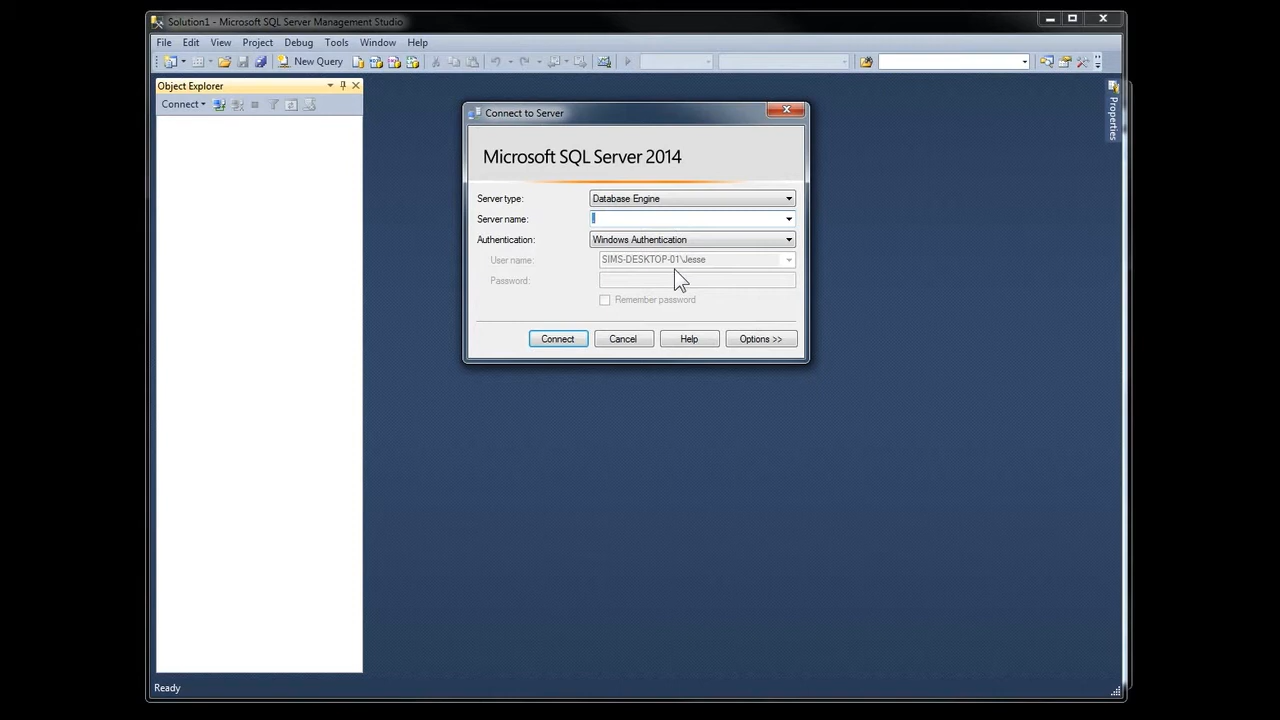 Solution1 - Microsoft SQL Server Management Studio
File Edit View Project Debug Tools Window Help
New Query
Object Explorer
Connect
Properties
Connect to Server
Microsoft SQL Server 2014
Server type: Database Engine
Server name: .
Authentication: Windows Authentication
User name: SIMS-DESKTOP-01\Jesse
Password:
Remember password
Connect Cancel Help Options >>
Ready